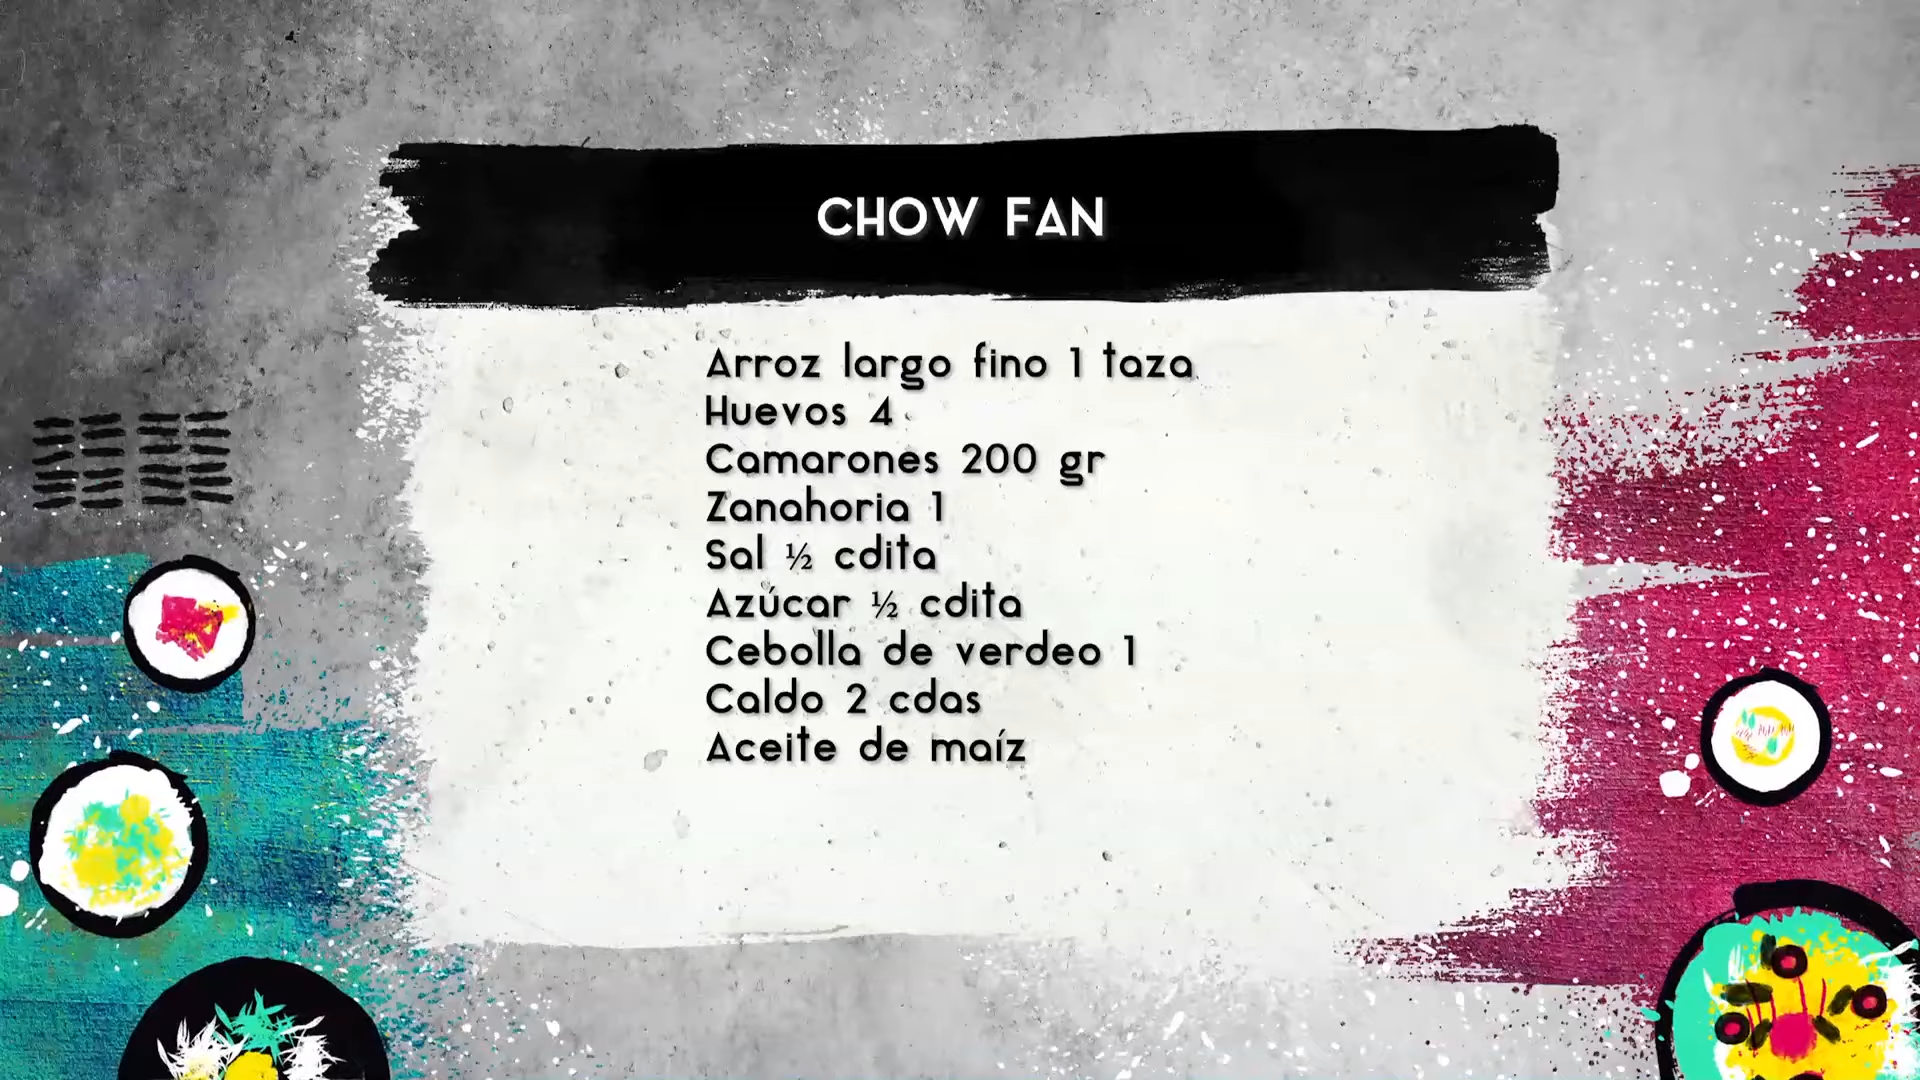 CHOW FAN
Arroz largo fino 1 taza
Huevos 4
Camarones 200 gr
Zanahoria 1
Sal ½ cdita
Azúcar ½ cdita
Cebolla de verdeo 1
Caldo 2 cdas
Aceite de maíz